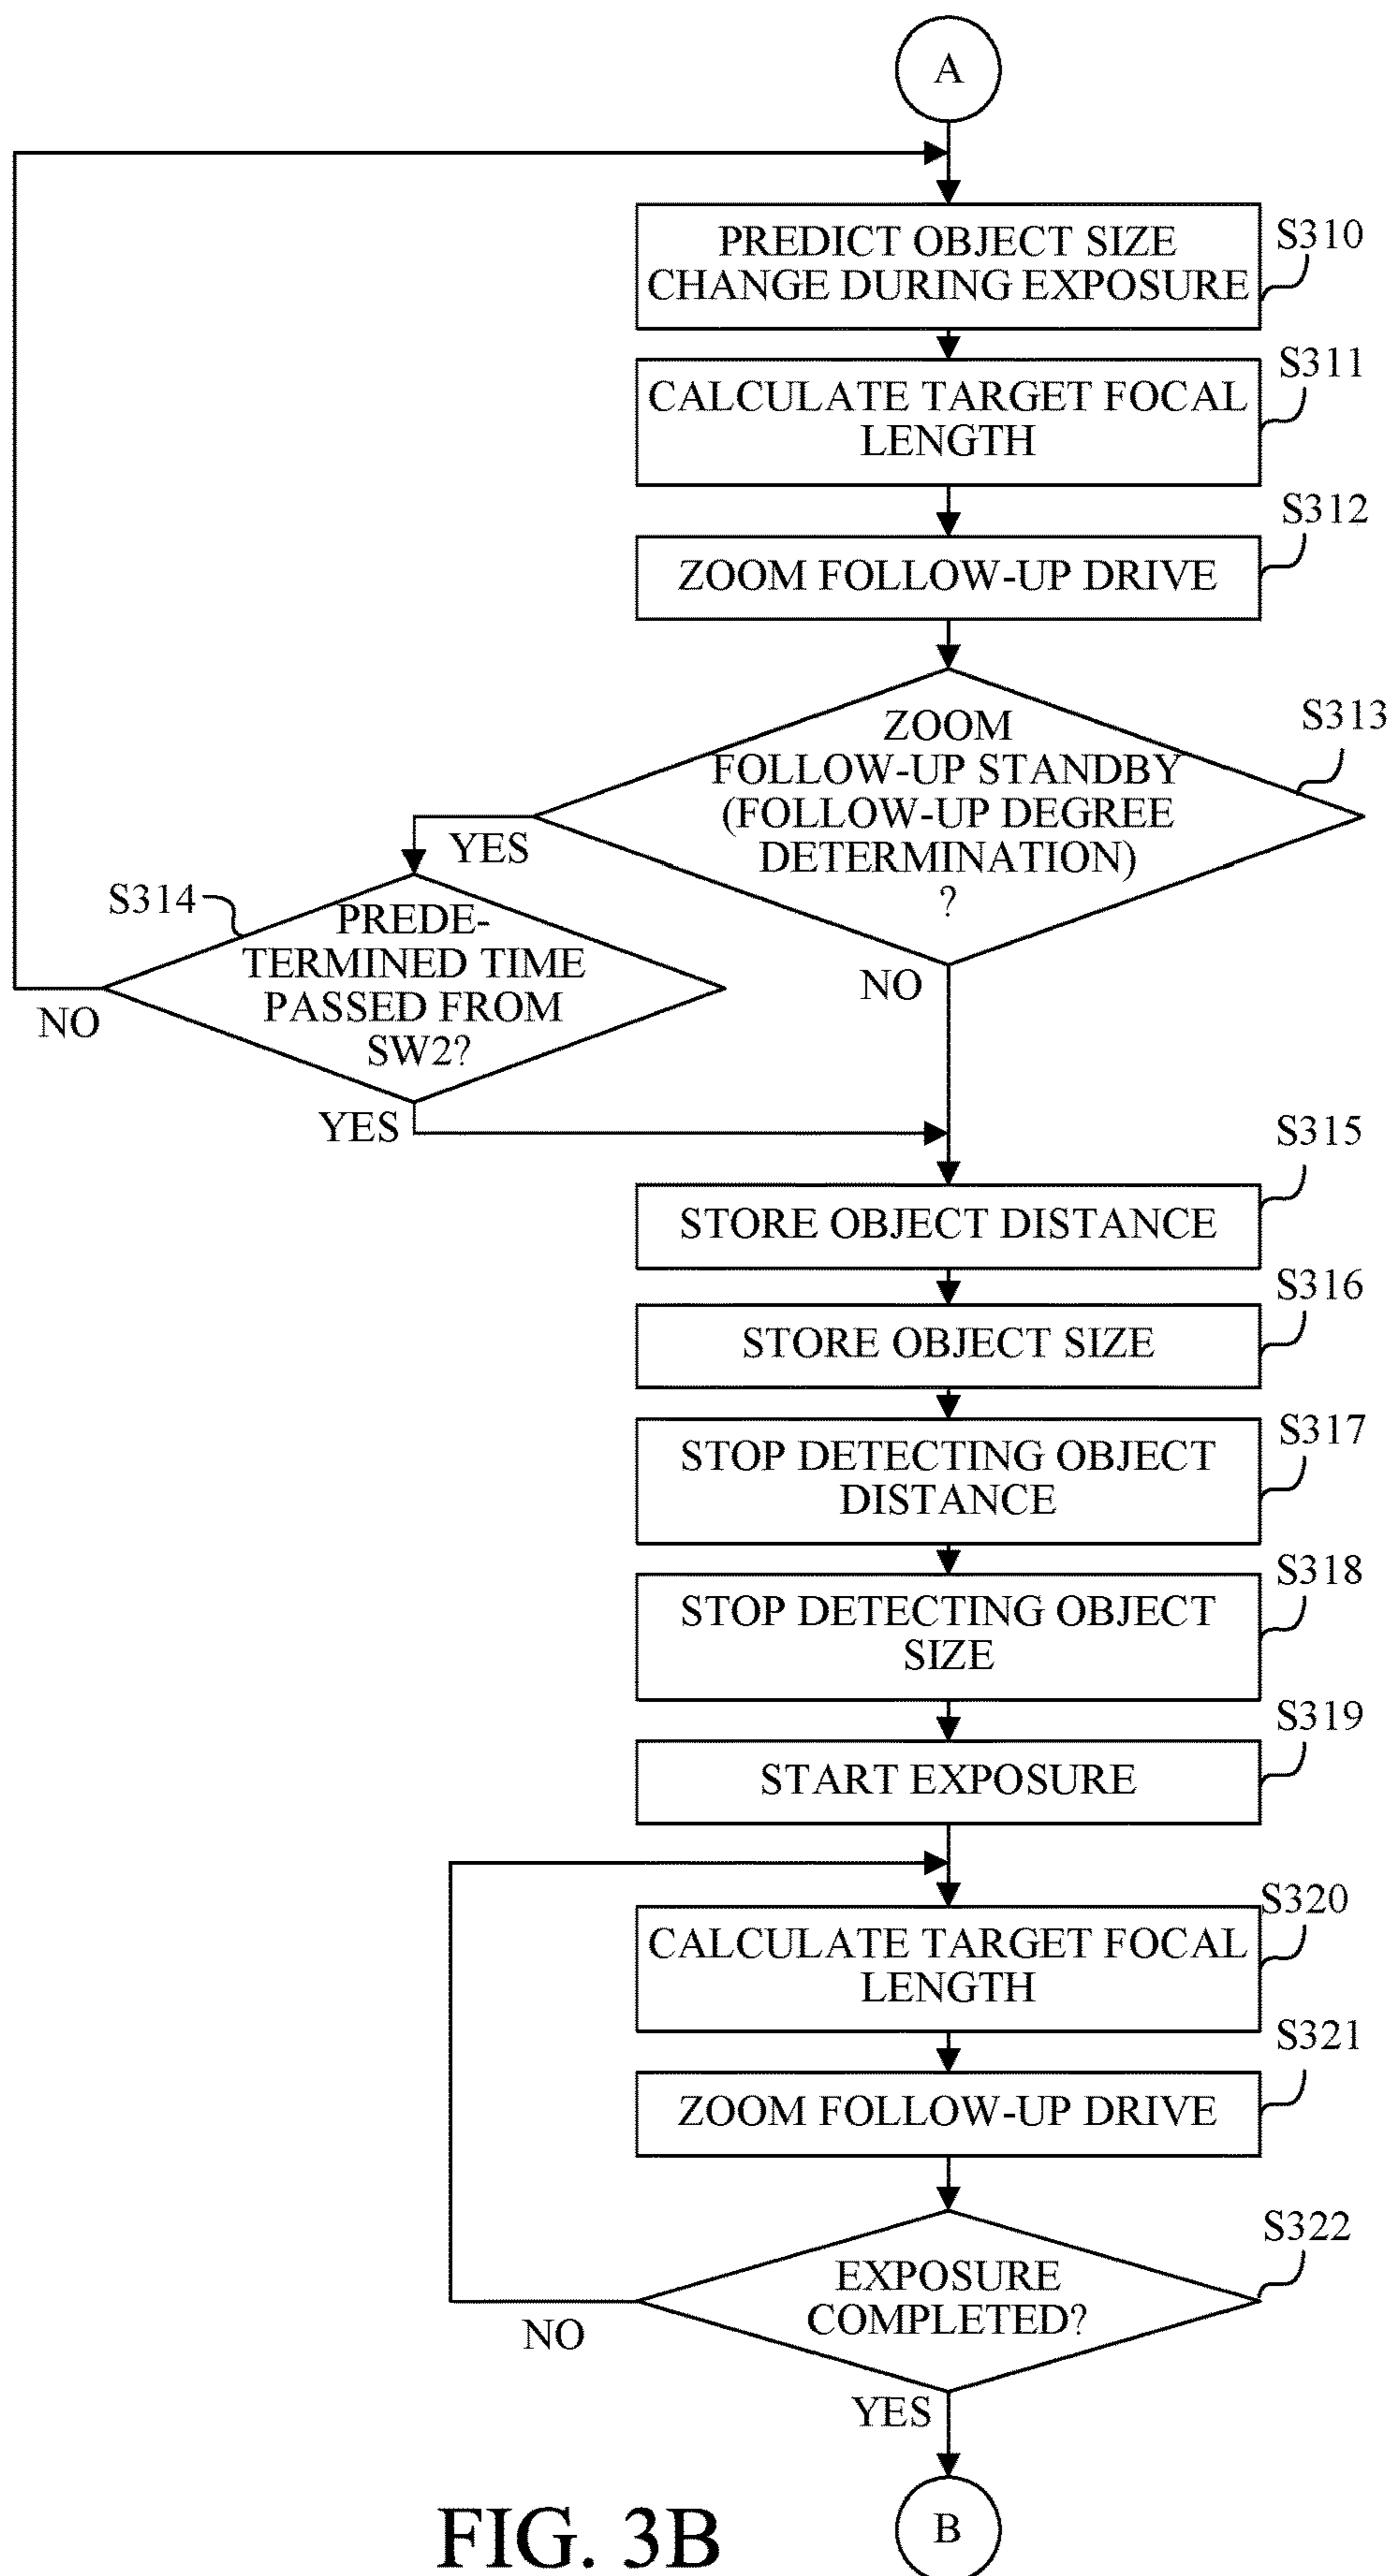 A
PREDICT OBJECT SIZE
CHANGE DURING EXPOSURE
S310
CALCULATE TARGET FOCAL
LENGTH
S311
ZOOM FOLLOW-UP DRIVE
S312
ZOOM
FOLLOW-UP STANDBY
(FOLLOW-UP DEGREE
DETERMINATION)
?
S313
YES
NO
S314
PREDE-
TERMINED TIME
PASSED FROM
SW2?
NO
YES
STORE OBJECT DISTANCE
S315
STORE OBJECT SIZE
S316
STOP DETECTING OBJECT
DISTANCE
S317
STOP DETECTING OBJECT
SIZE
S318
START EXPOSURE
S319
CALCULATE TARGET FOCAL
LENGTH
S320
ZOOM FOLLOW-UP DRIVE
S321
EXPOSURE
COMPLETED?
S322
NO
YES
B
FIG. 3B